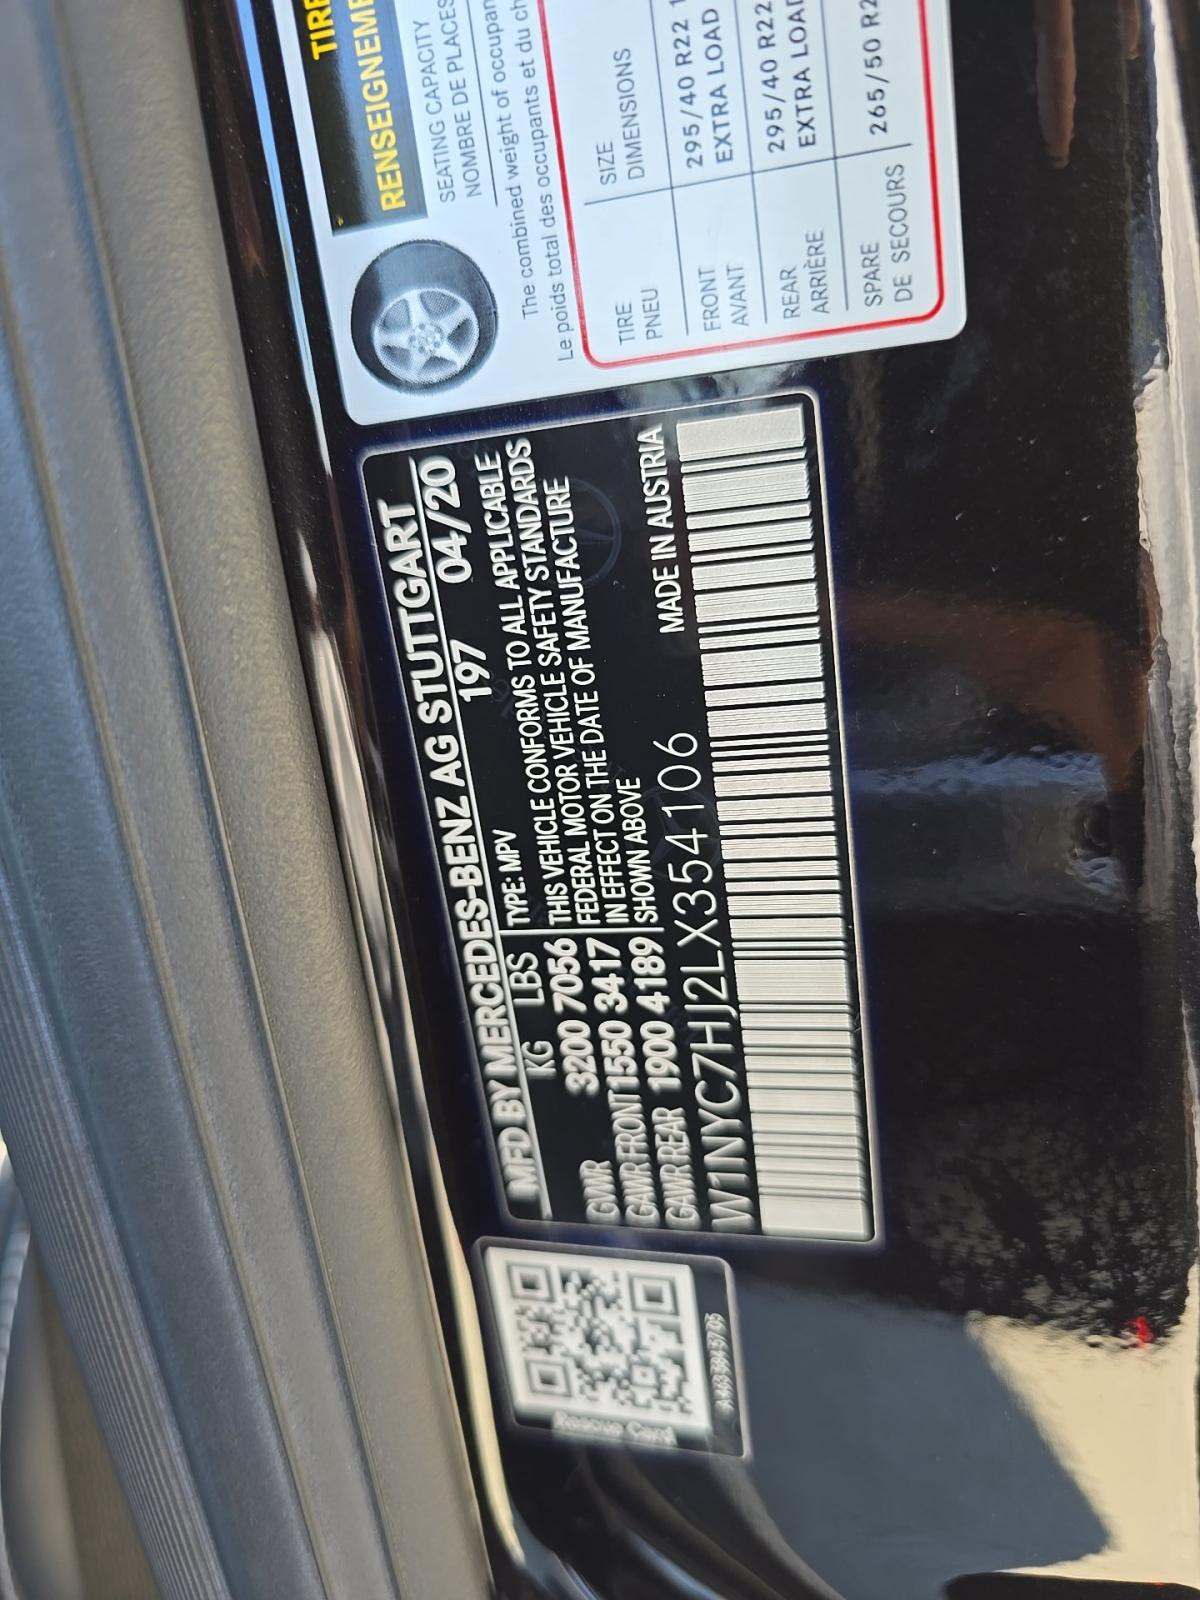 TIRE
RENSEIGNEME
SEATING CAPACITY
NOMBRE DE PLACES
The combined weight of occupan
Le poids total des occupants et du ch
TIRE SIZE
PNEU DIMENSIONS
FRONT 295/40 R22 1
AVANT EXTRA LOAD
REAR 295/40 R22
ARRIÈRE EXTRA LOAD
SPARE 265/50 R2
DE SECOURS
MFD BY MERCEDES-BENZ AG STUTTGART
KG LBS 197 04/20
TYPE: MPV
GVWR 3200 7056 THIS VEHICLE CONFORMS TO ALL APPLICABLE
GAWR FRONT 1550 3417 FEDERAL MOTOR VEHICLE SAFETY STANDARDS
GAWR REAR 1900 4189 IN EFFECT ON THE DATE OF MANUFACTURE
SHOWN ABOVE MADE IN AUSTRIA
W1NYC7HJ2LX354106
Rescue Card